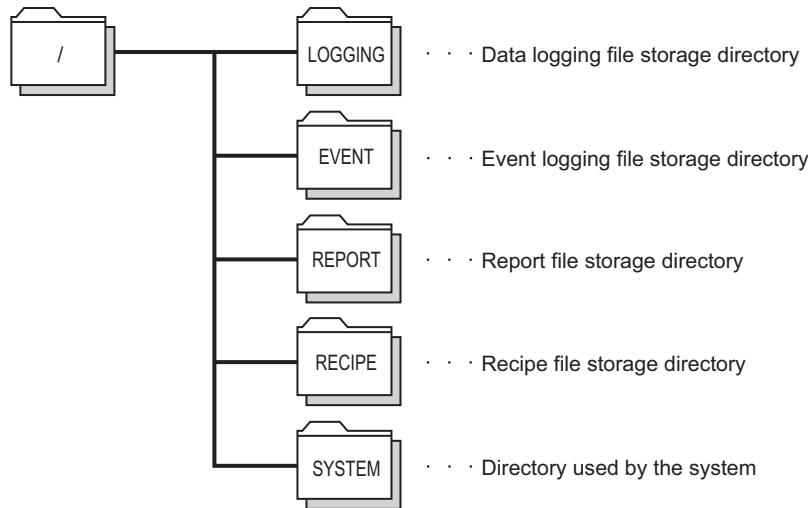 /
LOGGING · · · Data logging file storage directory
EVENT · · · Event logging file storage directory
REPORT · · · Report file storage directory
RECIPE · · · Recipe file storage directory
SYSTEM · · · Directory used by the system